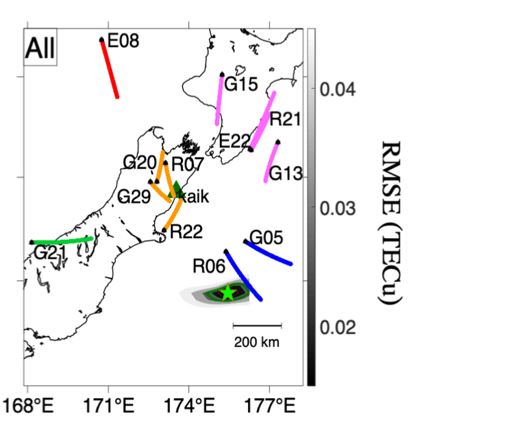 All
E08
G15
R21
E22
G13
G20
R07
G29
kaik
R22
G21
G05
R06
200 km
168°E
171°E
174°E
177°E
0.04
0.03
0.02
RMSE (TECu)